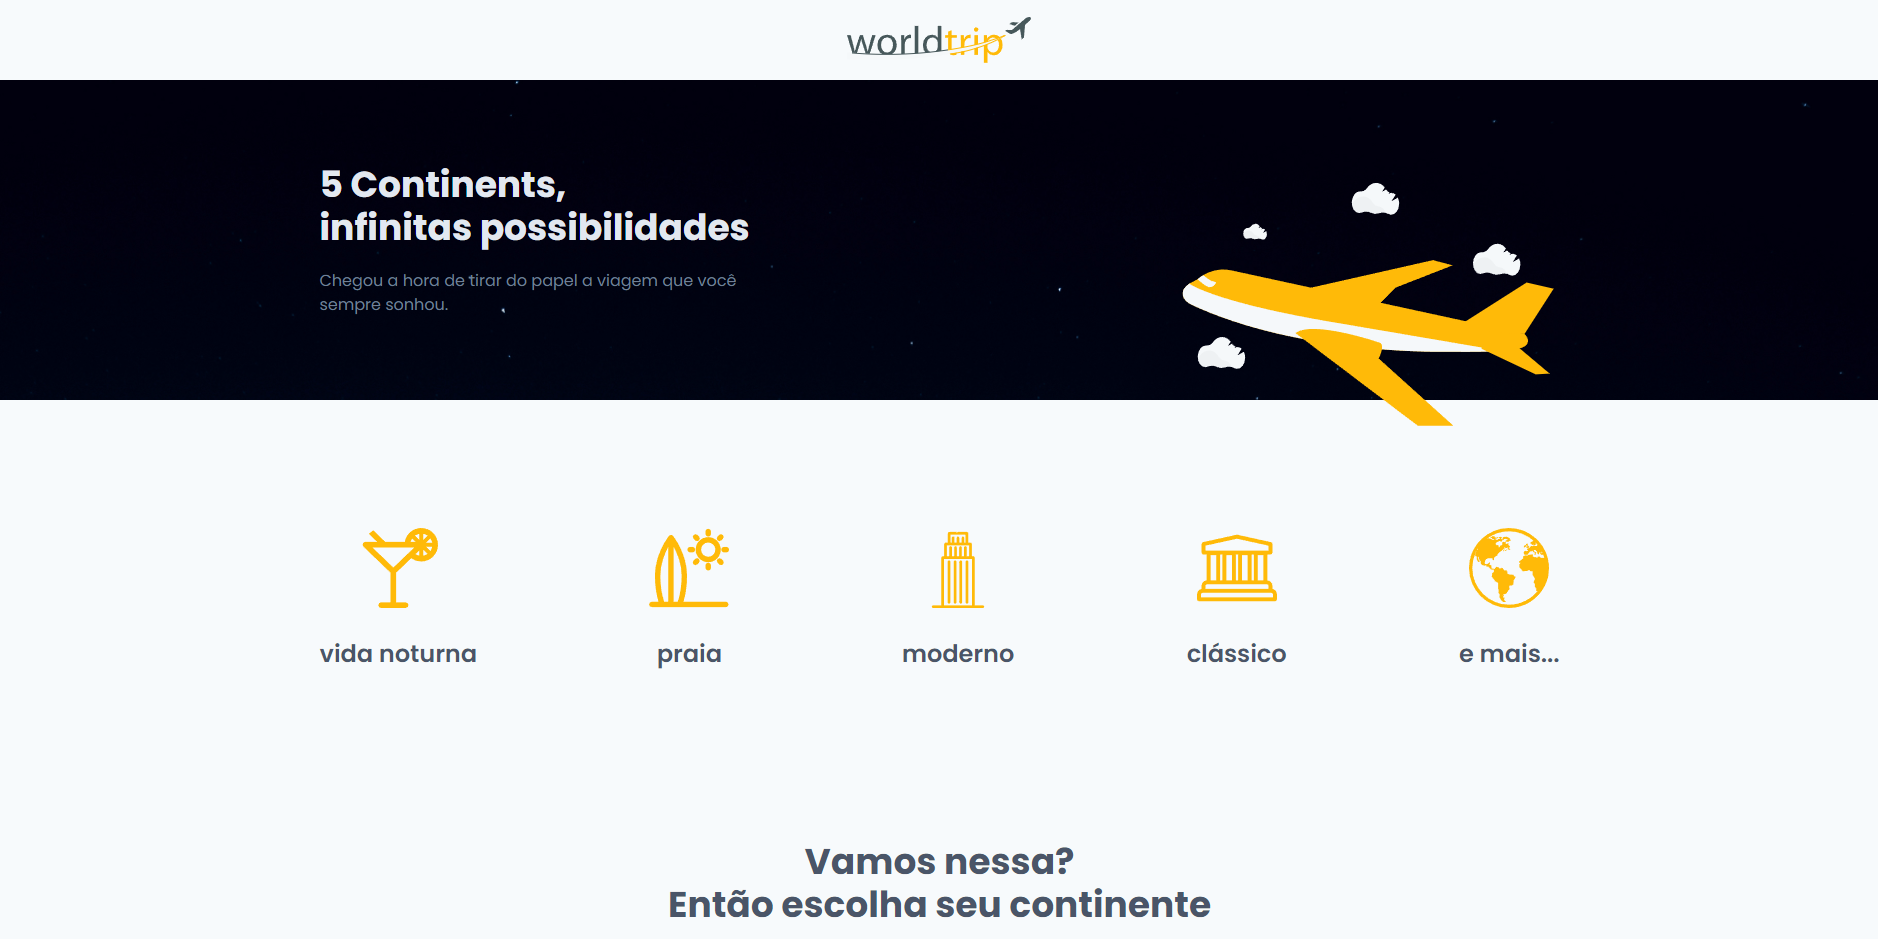 worldtrip
5 Continents,
infinitas possibilidades
Chegou a hora de tirar do papel a viagem que você
sempre sonhou.
vida noturna
praia
moderno
clássico
e mais...
Vamos nessa?
Então escolha seu continente